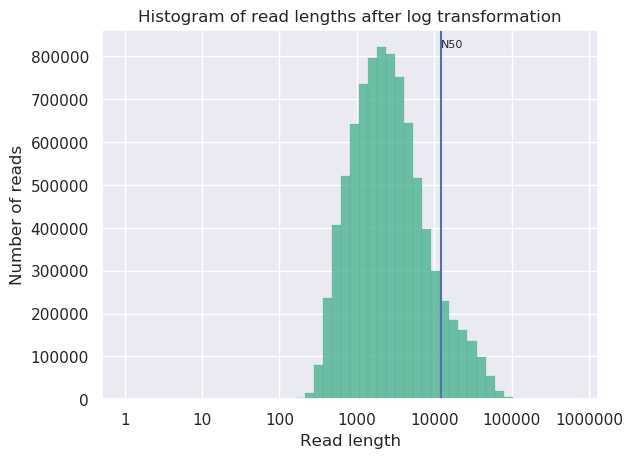 Histogram of read lengths after log transformation
N50
800000
700000
600000
500000
400000
300000
200000
100000
0
Number of reads
1 10 100 1000 10000 100000 1000000
Read length